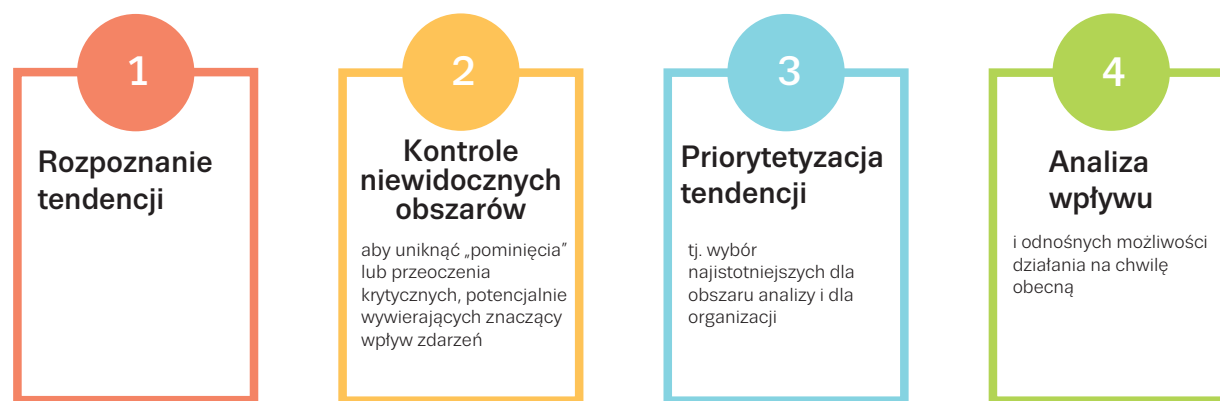 1
Rozpoznanie
tendencji
2
Kontrole
niewidocznych
obszarów
aby uniknąć „pominięcia”
lub przeoczenia
krytycznych, potencjalnie
wywierających znaczący
wpływ zdarzeń
3
Priorytetyzacja
tendencji
tj. wybór
najistotniejszych dla
obszaru analizy i dla
organizacji
4
Analiza
wpływu
i odnośnych możliwości
działania na chwilę
obecną